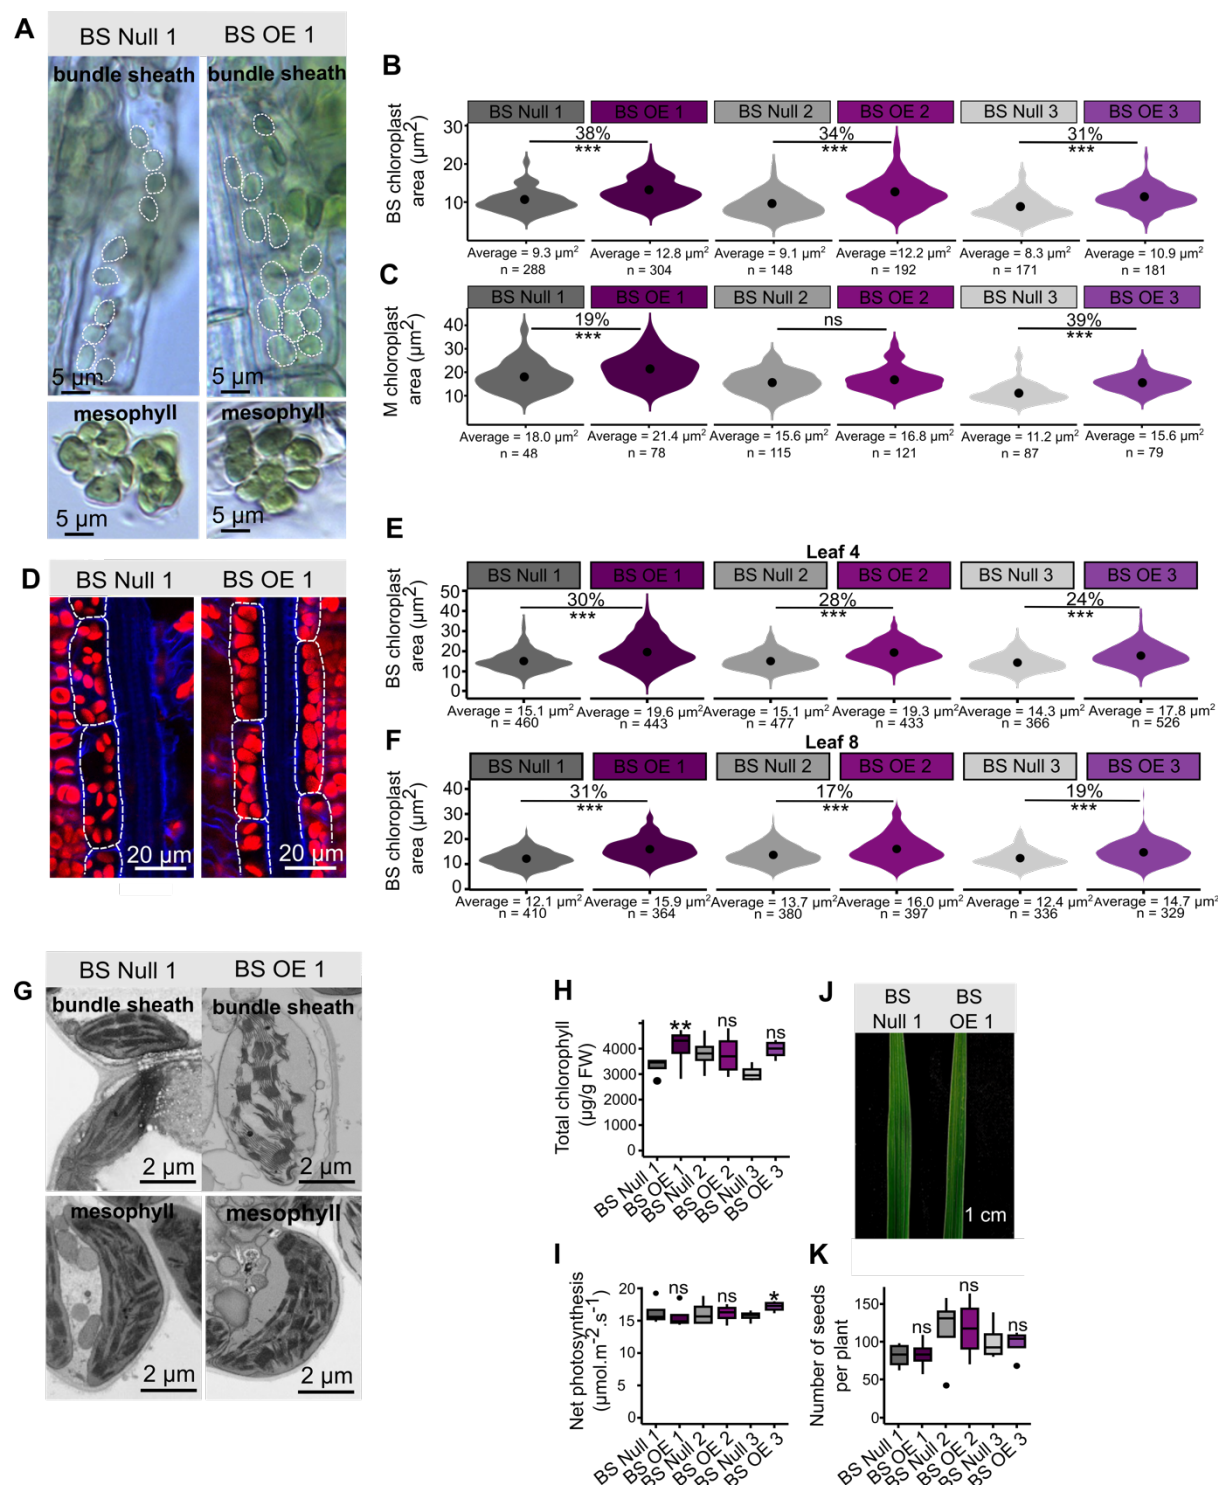 A
BS Null 1
BS OE 1
bundle sheath
bundle sheath
5 µm
5 µm
mesophyll
mesophyll
5 µm
5 µm
B
BS chloroplast
area (µm²)
30
20
10
BS Null 1
BS OE 1
BS Null 2
BS OE 2
BS Null 3
BS OE 3
38%
***
34%
***
31%
***
Average = 9.3 µm²
n = 288
Average = 12.8 µm²
n = 304
Average = 9.1 µm²
n = 148
Average = 12.2 µm²
n = 192
Average = 8.3 µm²
n = 171
Average = 10.9 µm²
n = 181
C
M chloroplast
area (µm²)
40
30
20
10
BS Null 1
BS OE 1
BS Null 2
BS OE 2
BS Null 3
BS OE 3
19%
***
ns
39%
***
Average = 18.0 µm²
n = 48
Average = 21.4 µm²
n = 78
Average = 15.6 µm²
n = 115
Average = 16.8 µm²
n = 121
Average = 11.2 µm²
n = 87
Average = 15.6 µm²
n = 79
D
BS Null 1
BS OE 1
20 µm
20 µm
E
Leaf 4
BS chloroplast
area (µm²)
50
40
30
20
10
0
BS Null 1
BS OE 1
BS Null 2
BS OE 2
BS Null 3
BS OE 3
30%
***
28%
***
24%
***
Average = 15.1 µm²
n = 460
Average = 19.6 µm²
n = 443
Average = 15.1 µm²
n = 477
Average = 19.3 µm²
n = 433
Average = 14.3 µm²
n = 366
Average = 17.8 µm²
n = 526
F
Leaf 8
BS chloroplast
area (µm²)
40
30
20
10
0
BS Null 1
BS OE 1
BS Null 2
BS OE 2
BS Null 3
BS OE 3
31%
***
17%
***
19%
***
Average = 12.1 µm²
n = 410
Average = 15.9 µm²
n = 364
Average = 13.7 µm²
n = 380
Average = 16.0 µm²
n = 397
Average = 12.4 µm²
n = 336
Average = 14.7 µm²
n = 329
G
BS Null 1
BS OE 1
bundle sheath
bundle sheath
2 µm
2 µm
mesophyll
mesophyll
2 µm
2 µm
H
Total chlorophyll
(µg/g FW)
4000
3000
2000
1000
0
**
ns
ns
BS Null 1
BS OE 1
BS Null 2
BS OE 2
BS Null 3
BS OE 3
I
Net photosynthesis
(µmol.m⁻².s⁻¹)
20
15
10
5
0
ns
ns
*
BS Null 1
BS OE 1
BS Null 2
BS OE 2
BS Null 3
BS OE 3
J
BS
Null 1
BS
OE 1
1 cm
K
Number of seeds
per plant
150
100
50
0
ns
ns
ns
BS Null 1
BS OE 1
BS Null 2
BS OE 2
BS Null 3
BS OE 3